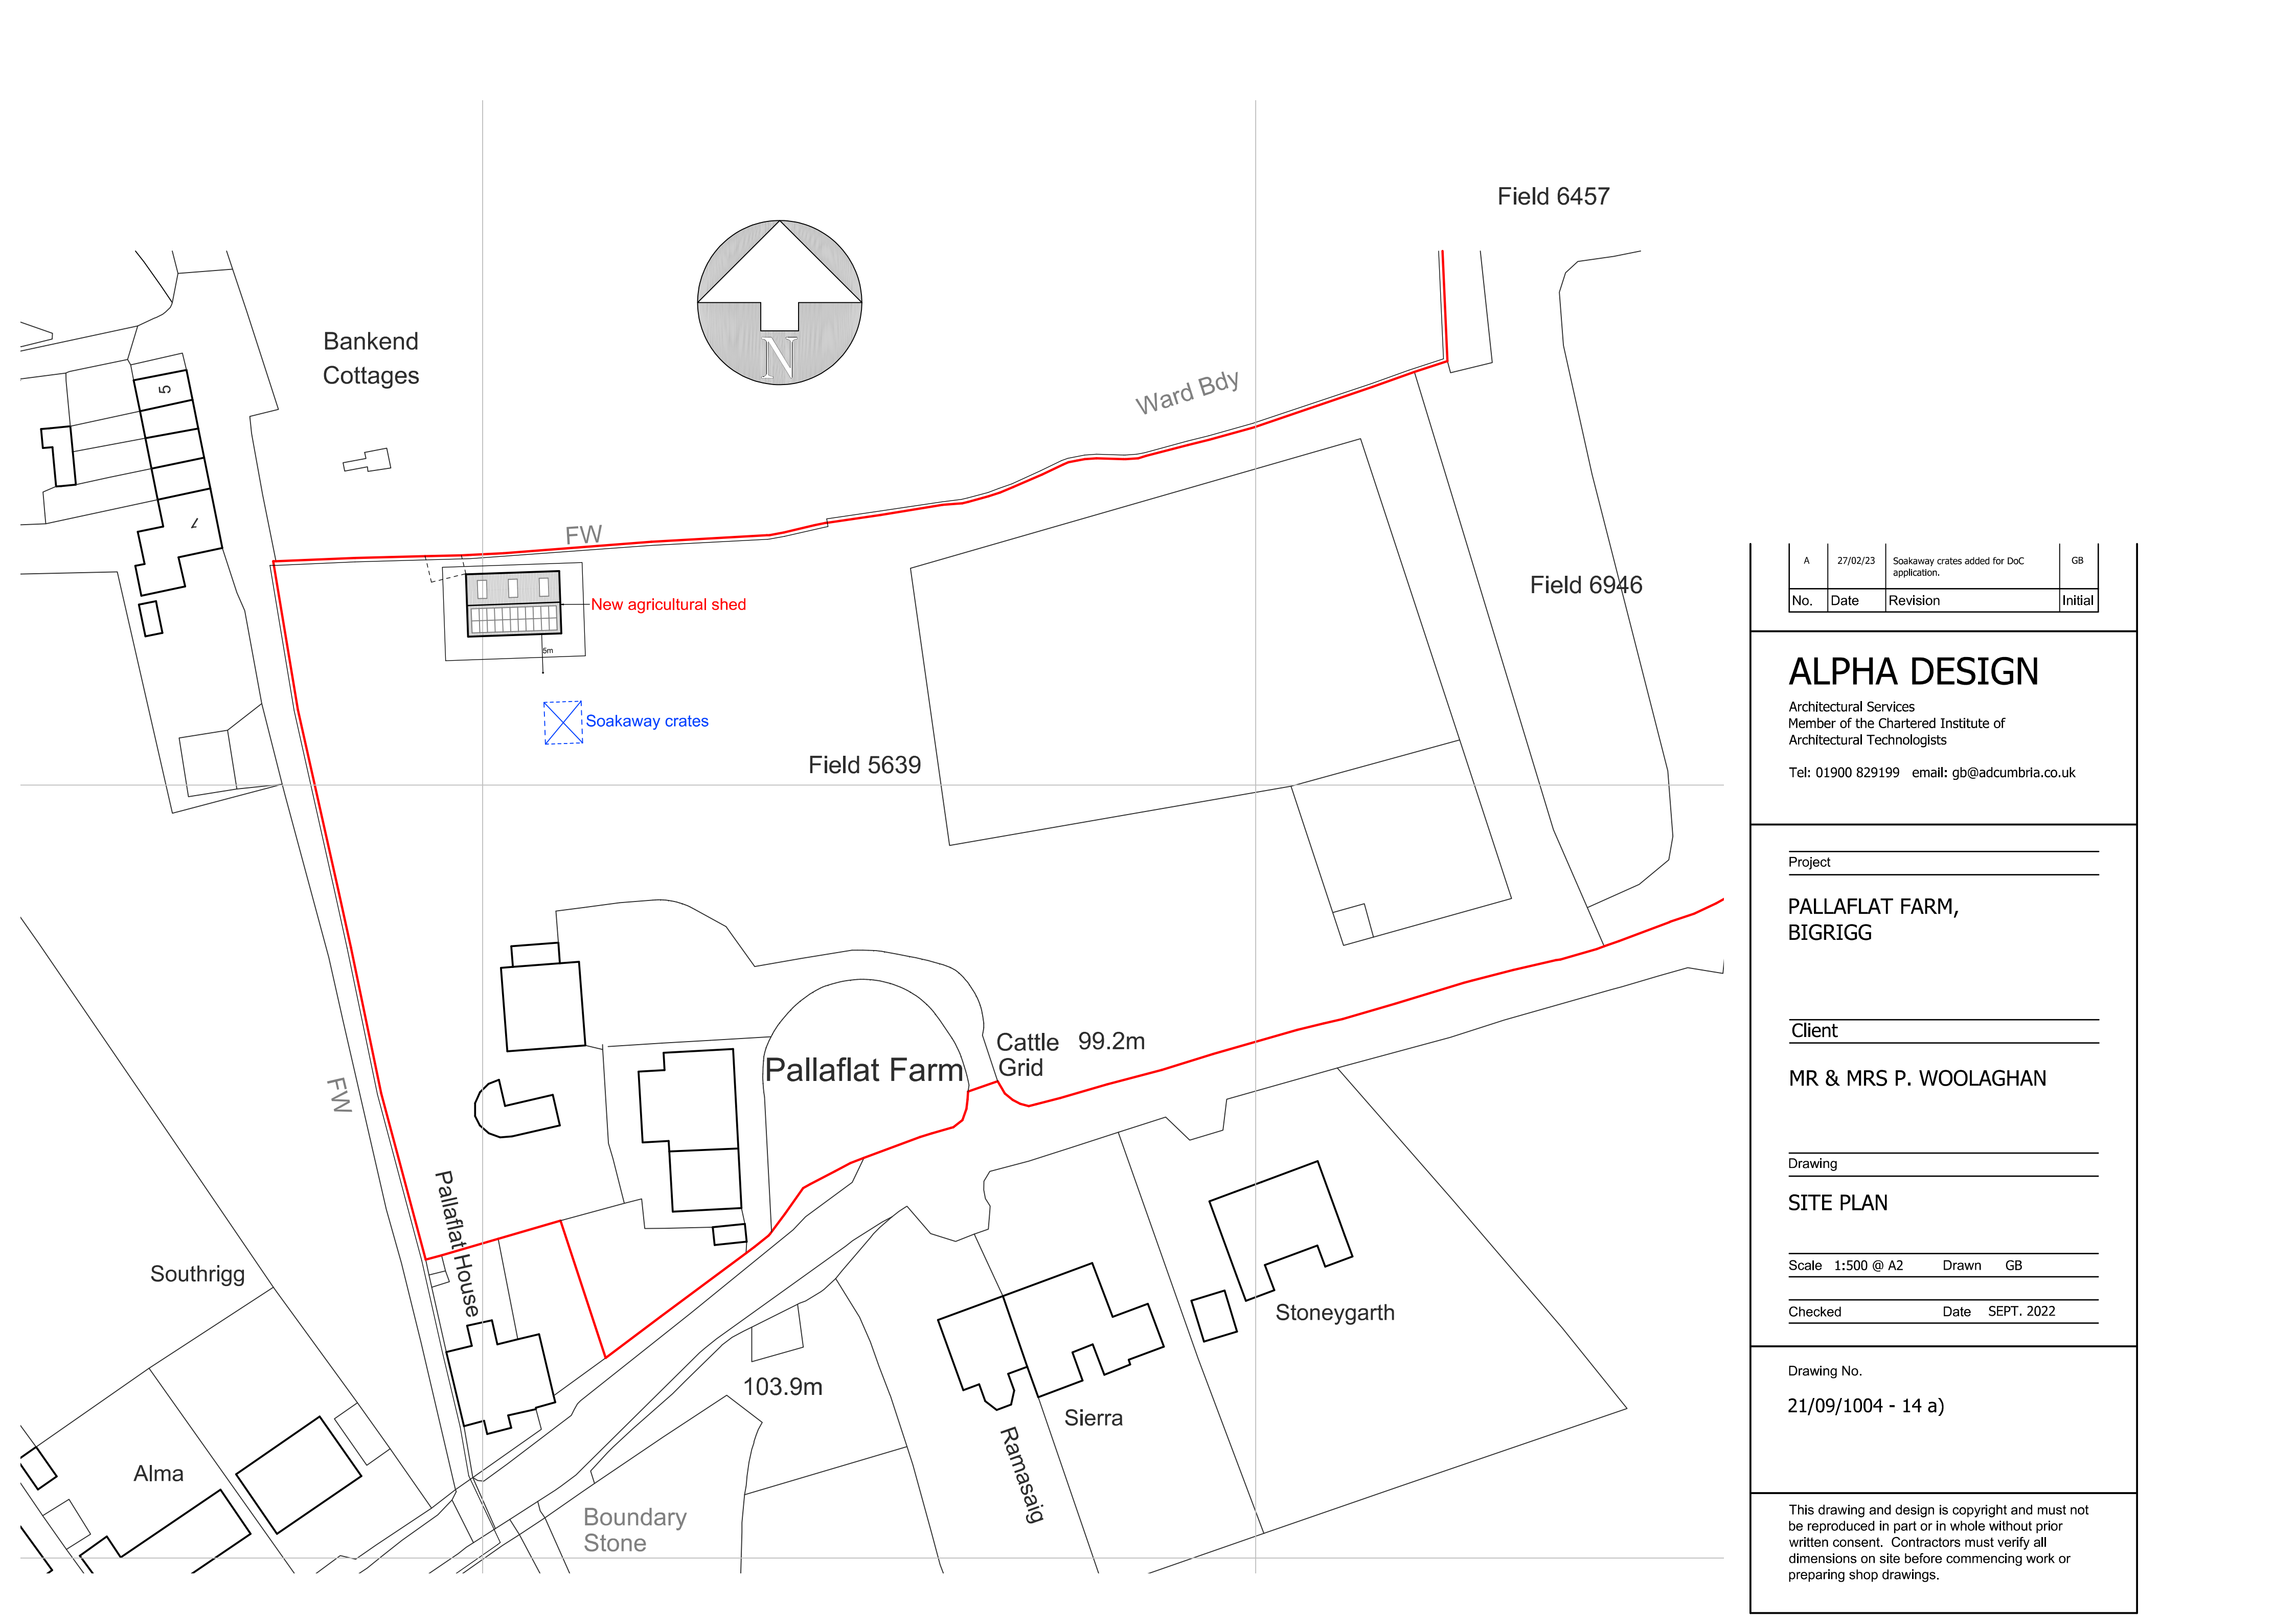 Field 6457
Bankend
Cottages
N
Ward Bdy
5
FW
New agricultural shed
5m
Field 6946
Soakaway crates
Field 5639
1
Cattle 99.2m
Grid
Pallaflat Farm
FW
Pallaflat House
Southrigg
Stoneygarth
103.9m
Sierra
Ramasaig
Alma
Boundary
Stone
A 27/02/23 Soakaway crates added for DoC
application. GB
No. Date Revision Initial
ALPHA DESIGN
Architectural Services
Member of the Chartered Institute of
Architectural Technologists
Tel: 01900 829199 email: gb@adcumbria.co.uk
Project
PALLAFLAT FARM,
BIGRIGG
Client
MR & MRS P. WOOLAGHAN
Drawing
SITE PLAN
Scale 1:500 @ A2 Drawn GB
Checked Date SEPT. 2022
Drawing No.
21/09/1004 - 14 a)
This drawing and design is copyright and must not
be reproduced in part or in whole without prior
written consent. Contractors must verify all
dimensions on site before commencing work or
preparing shop drawings.